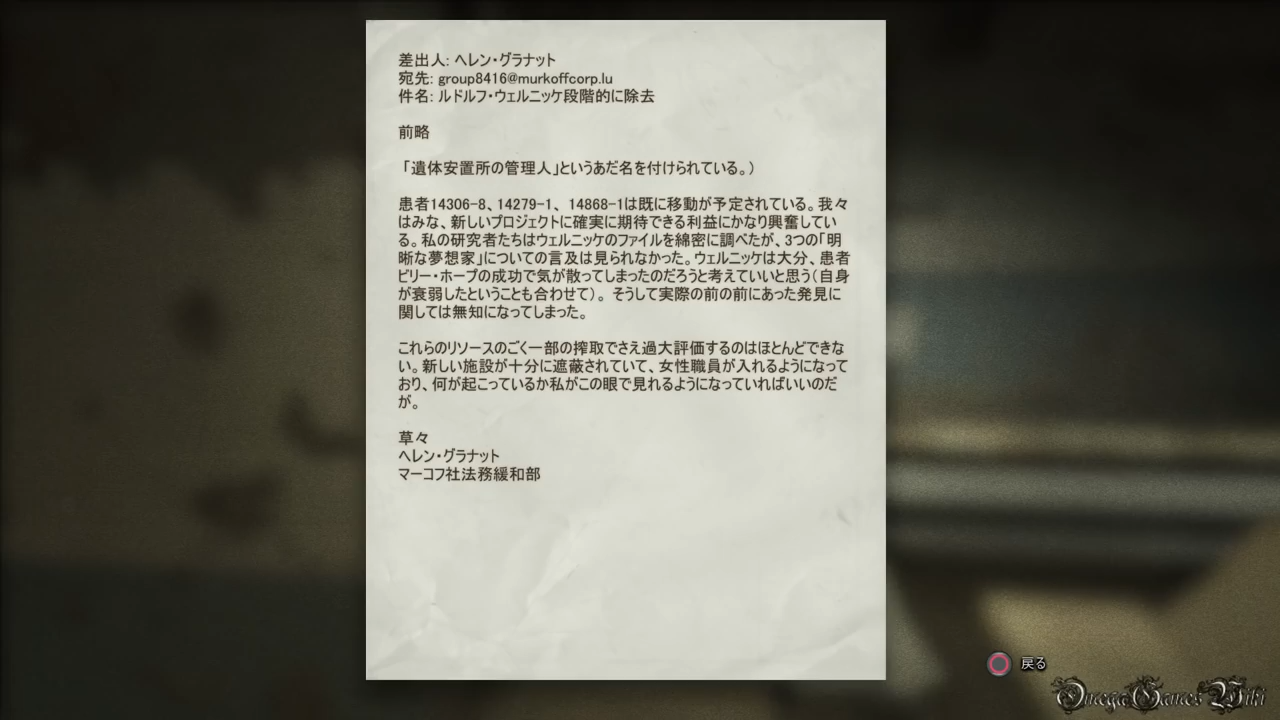 差出人: ヘレン・グラナット
宛先: group8416@murkoffcorp.lu
件名: ルドルフ・ウェルニッケ段階的に除去
前略
「遺体安置所の管理人」というあだ名を付けられている。）
患者14306-8、14279-1、 14868-1は既に移動が予定されている。我々
はみな、新しいプロジェクトに確実に期待できる利益にかなり興奮してい
る。私の研究者たちはウェルニッケのファイルを綿密に調べたが、3つの「明
晰な夢想家」についての言及は見られなかった。ウェルニッケは大分、患者
ビリー・ホープの成功で気が散ってしまったのだろうと考えていいと思う（自身
が衰弱したということも合わせて）。そうして実際の前の前にあった発見に
関しては無知になってしまった。
これらのリソースのごく一部の搾取でさえ過大評価するのはほとんどできな
い。新しい施設が十分に遮蔽されていて、女性職員が入れるようになって
おり、何が起こっているか私がこの眼で見れるようになっていればいいのだ
が。
草々
ヘレン・グラナット
マーコフ社法務緩和部
戻る
Omega Games Wiki